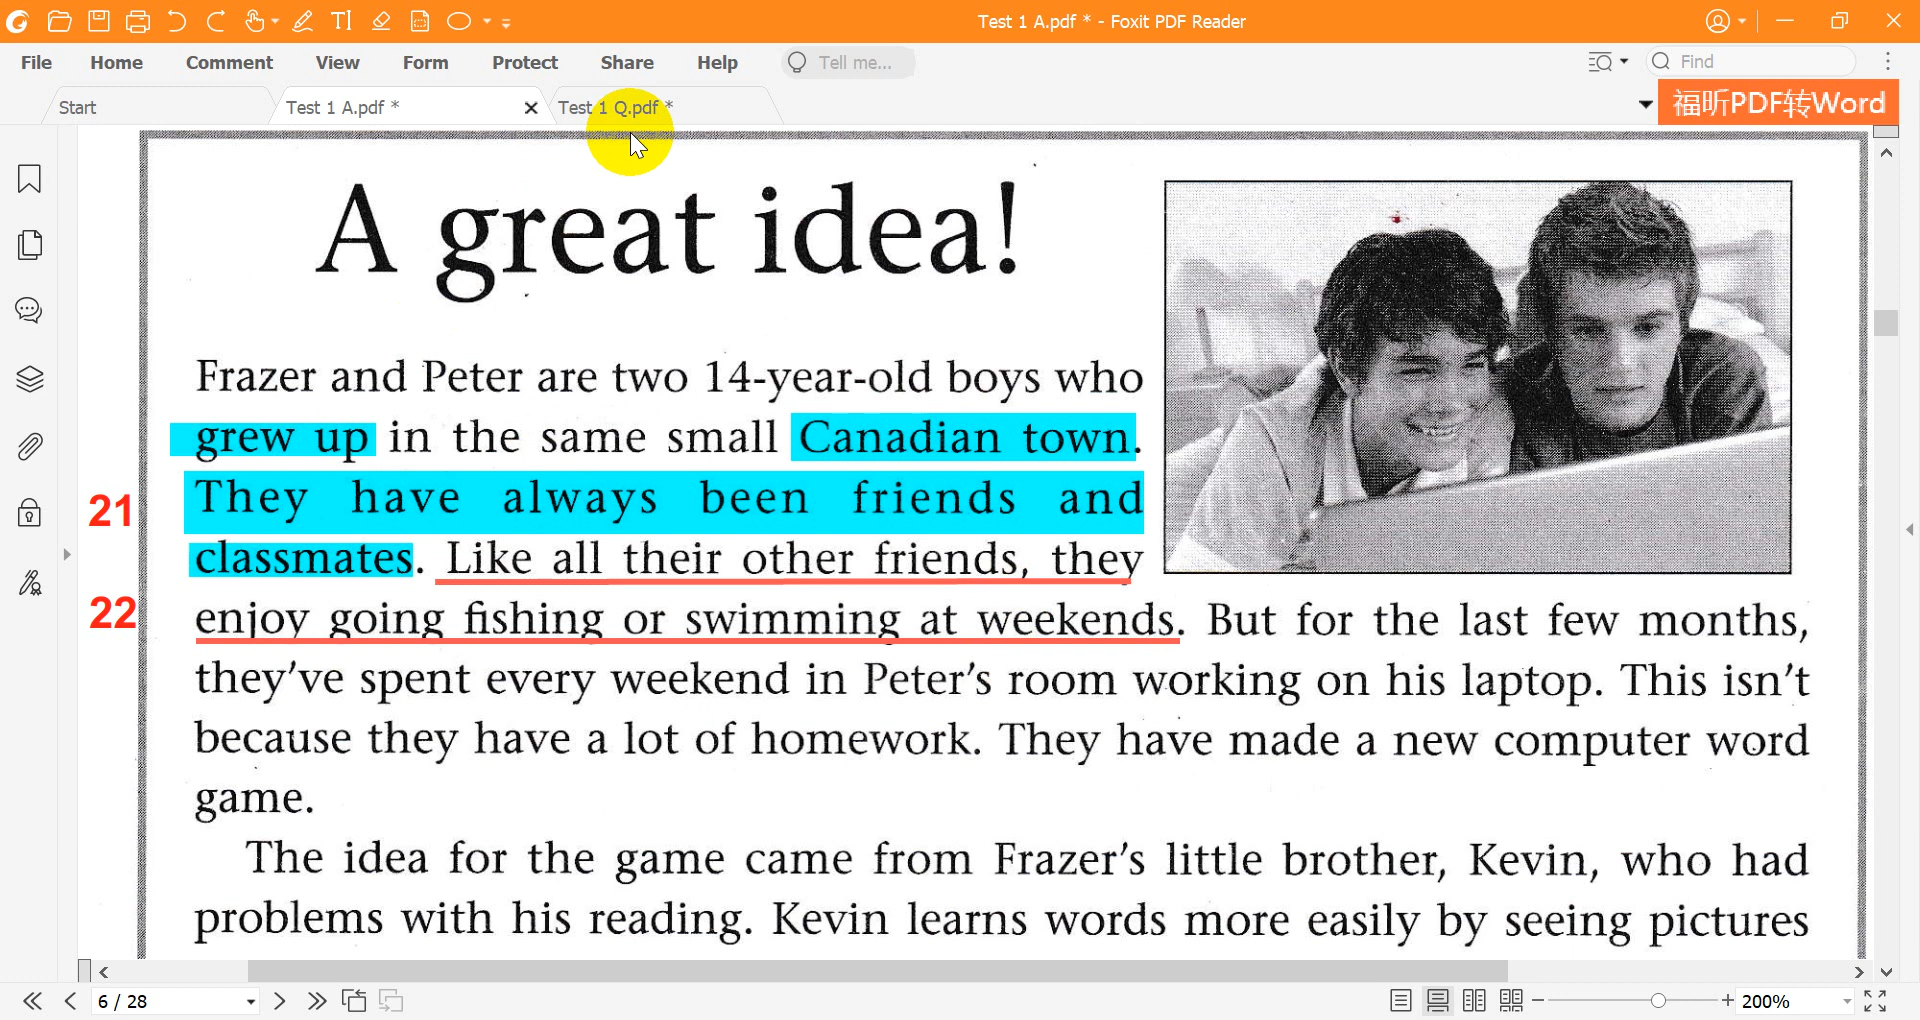 Test 1 A.pdf * - Foxit PDF Reader
File Home Comment View Form Protect Share Help Tell me... Find
Start Test 1 A.pdf * Test 1 Q.pdf * 福昕PDF转Word
A great idea!
Frazer and Peter are two 14-year-old boys who
grew up in the same small Canadian town.
21 They have always been friends and
classmates. Like all their other friends, they
22 enjoy going fishing or swimming at weekends. But for the last few months,
they've spent every weekend in Peter's room working on his laptop. This isn't
because they have a lot of homework. They have made a new computer word
game.
The idea for the game came from Frazer's little brother, Kevin, who had
problems with his reading. Kevin learns words more easily by seeing pictures
6 / 28 200%